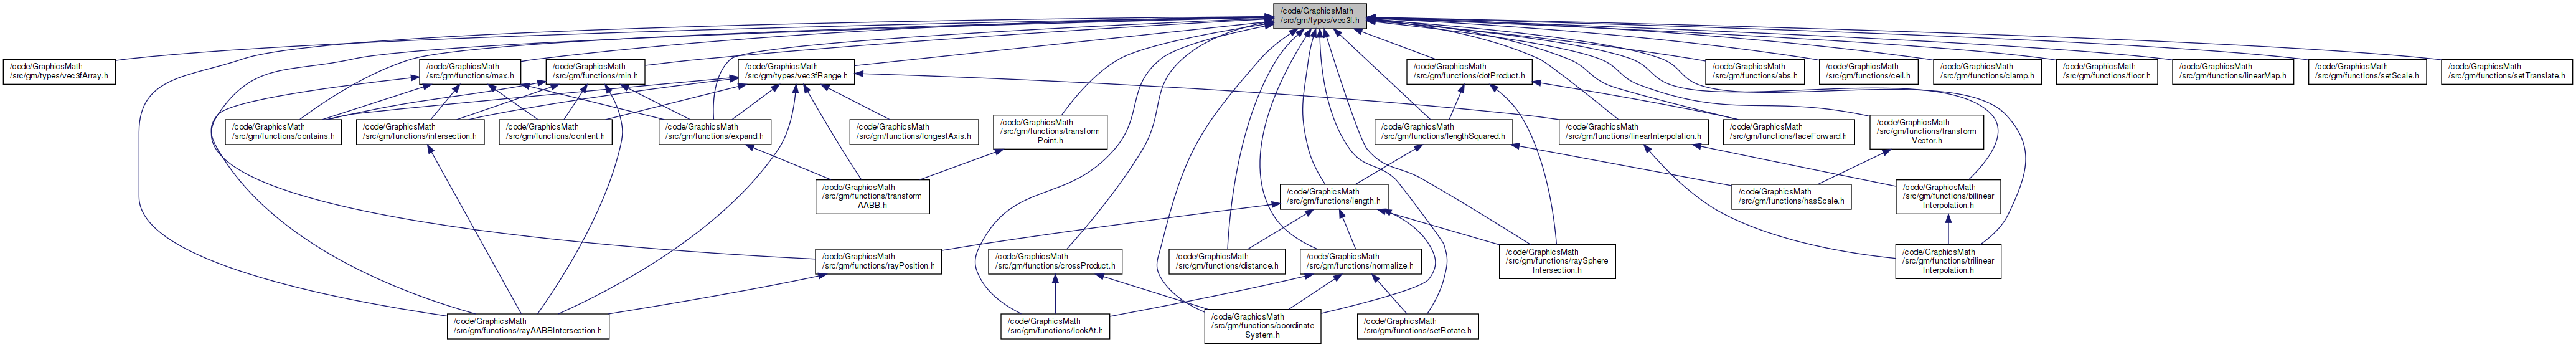 /code/GraphicsMath
/src/gm/types/vec3f.h
/code/GraphicsMath
/src/gm/types/vec3fArray.h
/code/GraphicsMath
/src/gm/functions/max.h
/code/GraphicsMath
/src/gm/functions/min.h
/code/GraphicsMath
/src/gm/types/vec3fRange.h
/code/GraphicsMath
/src/gm/functions/dotProduct.h
/code/GraphicsMath
/src/gm/functions/abs.h
/code/GraphicsMath
/src/gm/functions/ceil.h
/code/GraphicsMath
/src/gm/functions/clamp.h
/code/GraphicsMath
/src/gm/functions/floor.h
/code/GraphicsMath
/src/gm/functions/linearMap.h
/code/GraphicsMath
/src/gm/functions/setScale.h
/code/GraphicsMath
/src/gm/functions/setTranslate.h
/code/GraphicsMath
/src/gm/functions/contains.h
/code/GraphicsMath
/src/gm/functions/intersection.h
/code/GraphicsMath
/src/gm/functions/content.h
/code/GraphicsMath
/src/gm/functions/expand.h
/code/GraphicsMath
/src/gm/functions/longestAxis.h
/code/GraphicsMath
/src/gm/functions/transform
Point.h
/code/GraphicsMath
/src/gm/functions/lengthSquared.h
/code/GraphicsMath
/src/gm/functions/linearInterpolation.h
/code/GraphicsMath
/src/gm/functions/faceForward.h
/code/GraphicsMath
/src/gm/functions/transform
Vector.h
/code/GraphicsMath
/src/gm/functions/transform
AABB.h
/code/GraphicsMath
/src/gm/functions/length.h
/code/GraphicsMath
/src/gm/functions/hasScale.h
/code/GraphicsMath
/src/gm/functions/bilinear
Interpolation.h
/code/GraphicsMath
/src/gm/functions/rayPosition.h
/code/GraphicsMath
/src/gm/functions/crossProduct.h
/code/GraphicsMath
/src/gm/functions/distance.h
/code/GraphicsMath
/src/gm/functions/normalize.h
/code/GraphicsMath
/src/gm/functions/raySphere
Intersection.h
/code/GraphicsMath
/src/gm/functions/trilinear
Interpolation.h
/code/GraphicsMath
/src/gm/functions/rayAABBIntersection.h
/code/GraphicsMath
/src/gm/functions/lookAt.h
/code/GraphicsMath
/src/gm/functions/coordinate
System.h
/code/GraphicsMath
/src/gm/functions/setRotate.h